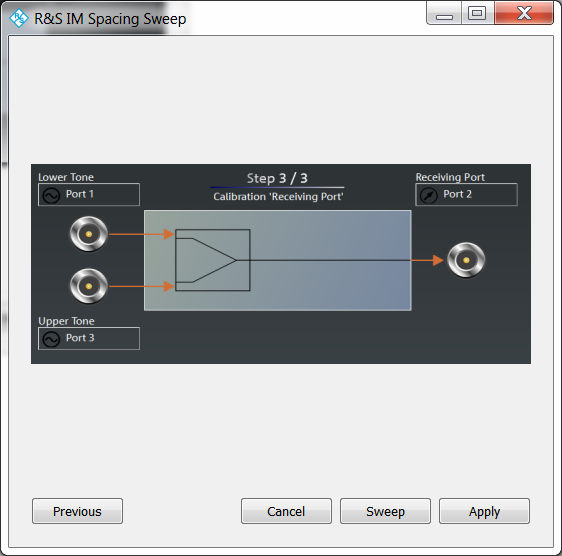 R&S IM Spacing Sweep
Lower Tone
Port 1
Step 3 / 3
Calibration 'Receiving Port'
Receiving Port
Port 2
Upper Tone
Port 3
Previous
Cancel
Sweep
Apply